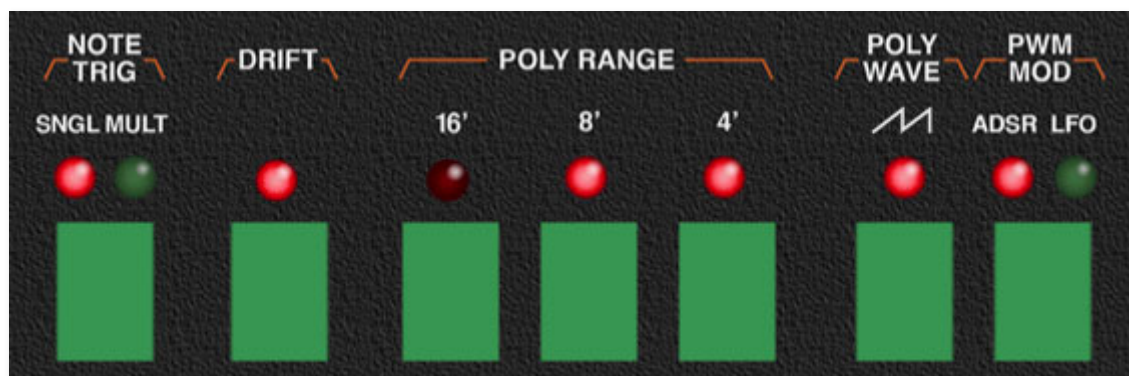 NOTE
TRIG
DRIFT
POLY RANGE
POLY
WAVE
PWM
MOD
SNGL MULT
16’
8’
4’
ADSR LFO